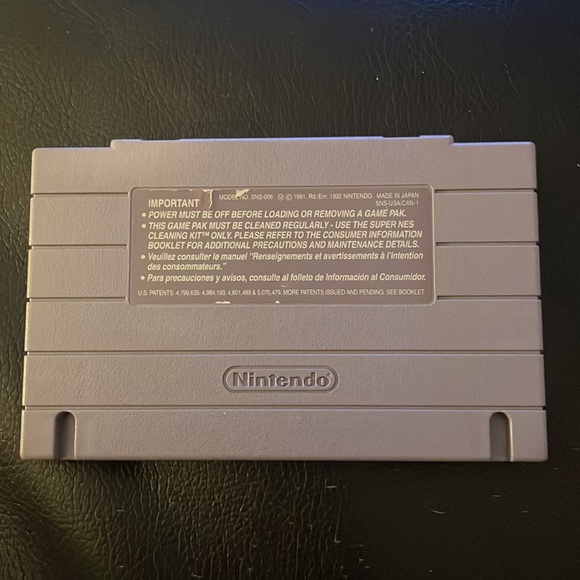 IMPORTANT MODEL NO. SNS-006 Ⓜ © 1991, Rd./Enr. 1992 NINTENDO MADE IN JAPAN
SNS-USA/CAN-1
• POWER MUST BE OFF BEFORE LOADING OR REMOVING A GAME PAK.
• THIS GAME PAK MUST BE CLEANED REGULARLY - USE THE SUPER NES
CLEANING KIT™ ONLY. PLEASE REFER TO THE CONSUMER INFORMATION
BOOKLET FOR ADDITIONAL PRECAUTIONS AND MAINTENANCE DETAILS.
• Veuillez consulter le manuel "Renseignements et avertissements à l'intention
des consommateurs."
• Para precauciones y avisos, consulte al folleto de Información al Consumidor.
U.S. PATENTS; 4,799,635; 4,984,193; 4,801,489 & 5,070,479. MORE PATENTS ISSUED AND PENDING. SEE BOOKLET
Nintendo®